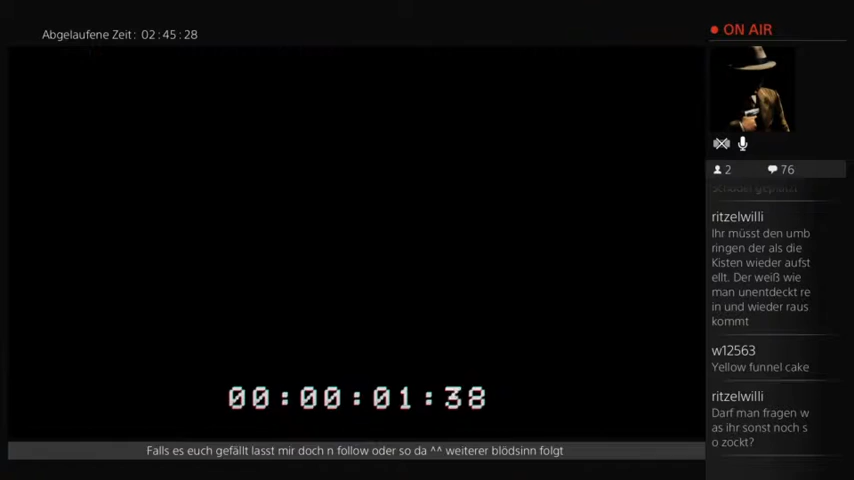 Abgelaufene Zeit: 02:45:28
ON AIR
2 76
ritzelwilli
Ihr müsst den umb
ringen der als die
Kisten wieder aufst
ellt. Der weiß wie
man unentdeckt re
in und wieder raus
kommt
w12563
Yellow funnel cake
ritzelwilli
Darf man fragen w
as ihr sonst noch s
o zockt?
00:00:01:38
Falls es euch gefällt lasst mir doch n follow oder so da ^^ weiterer blödsinn folgt